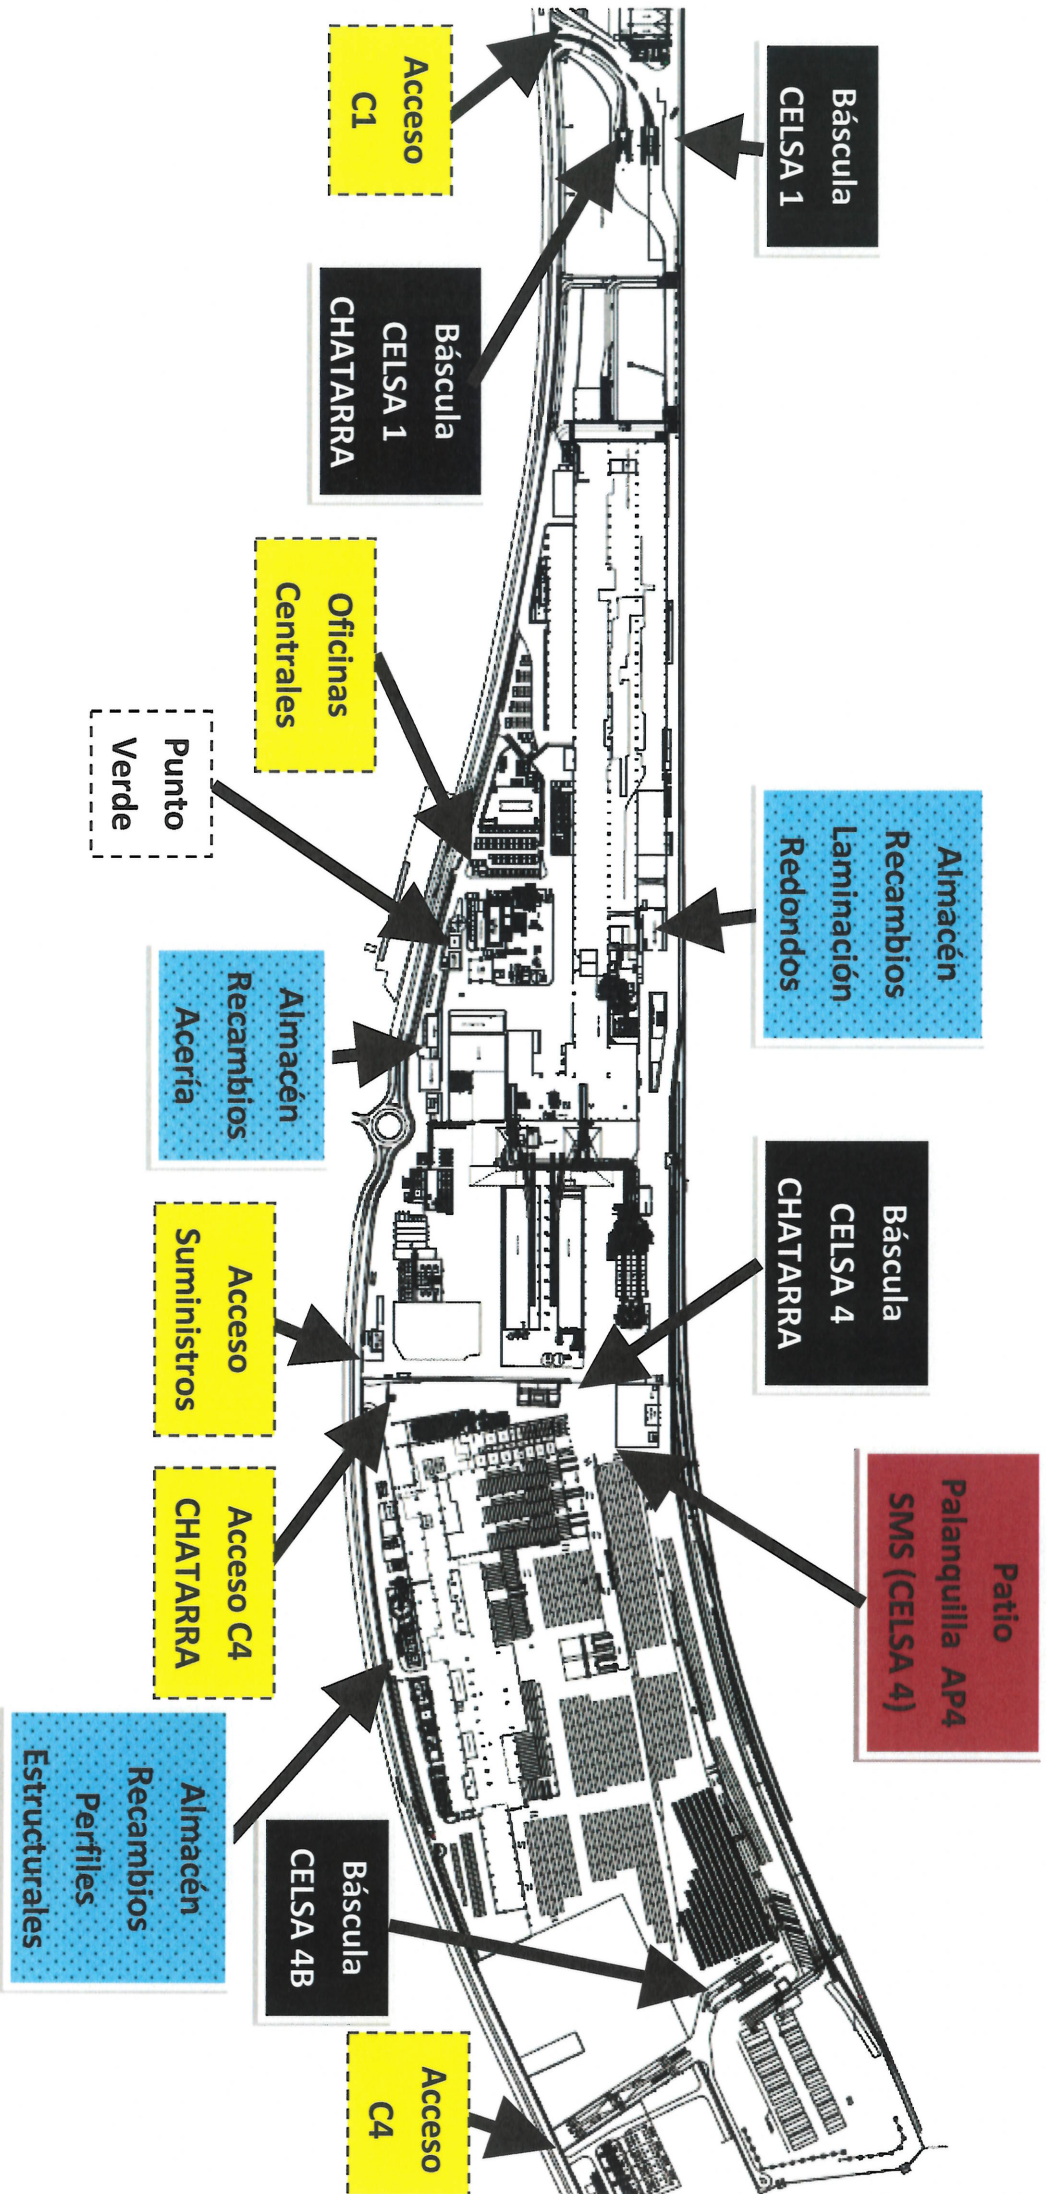 Báscula
CELSA 1
Acceso
C1
Báscula
CELSA 1
CHATARRA
Oficinas
Centrales
Punto
Verde
Almacén
Recambios
Laminación
Redondos
Almacén
Recambios
Acería
Báscula
CELSA 4
CHATARRA
Acceso
Suministros
Acceso C4
CHATARRA
Patio
Palanquilla AP4
SMS (CELSA 4)
Almacén
Recambios
Perfiles
Estructurales
Báscula
CELSA 4B
Acceso
C4